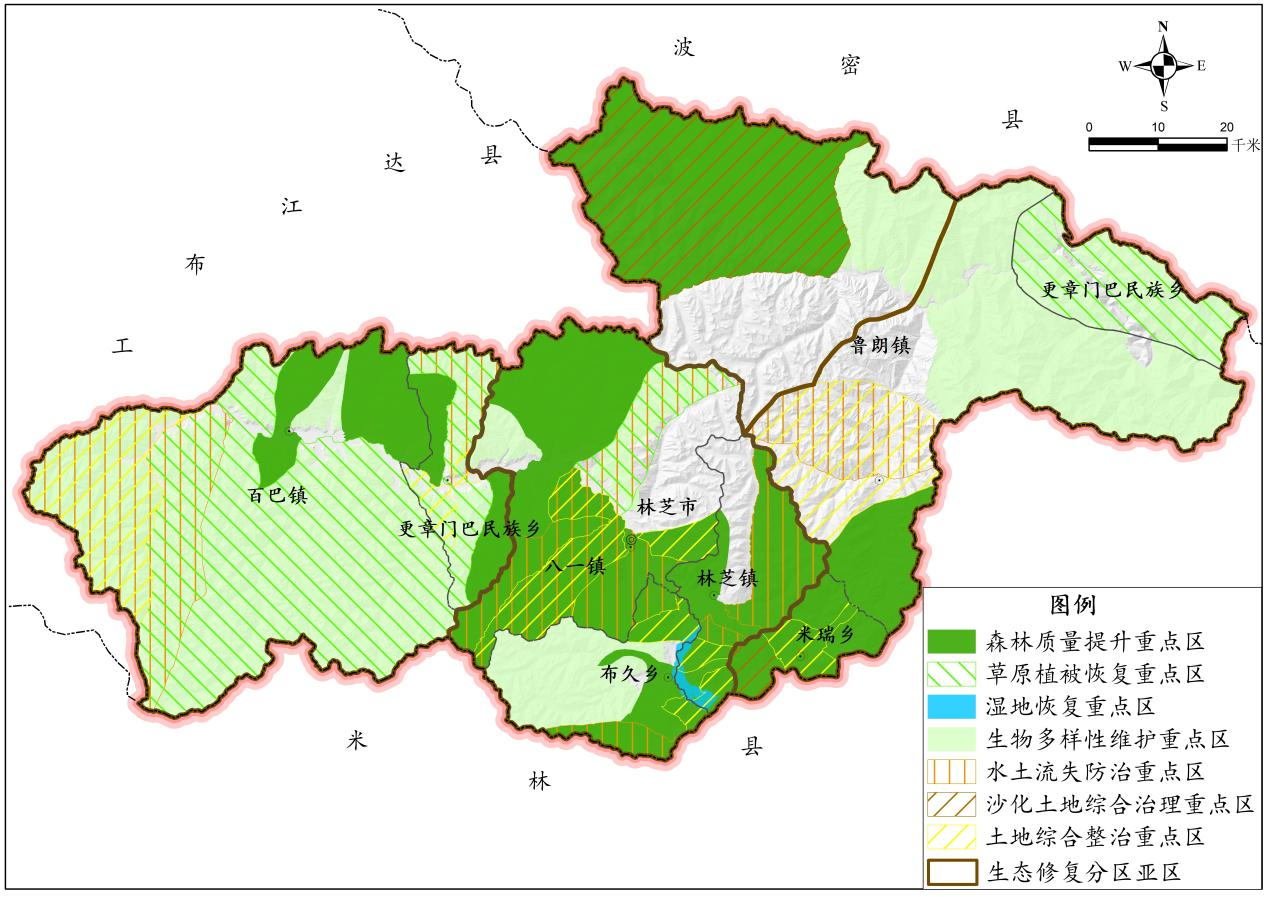 波
密
县
N
W
E
S
0
10
20
千米
工
布
江
达
县
更章门巴民族乡
鲁朗镇
百巴镇
更章门巴民族乡
林芝市
八一镇
林芝镇
米瑞乡
布久乡
米
林
县
图例
森林质量提升重点区
草原植被恢复重点区
湿地恢复重点区
生物多样性维护重点区
水土流失防治重点区
沙化土地综合治理重点区
土地综合整治重点区
生态修复分区亚区